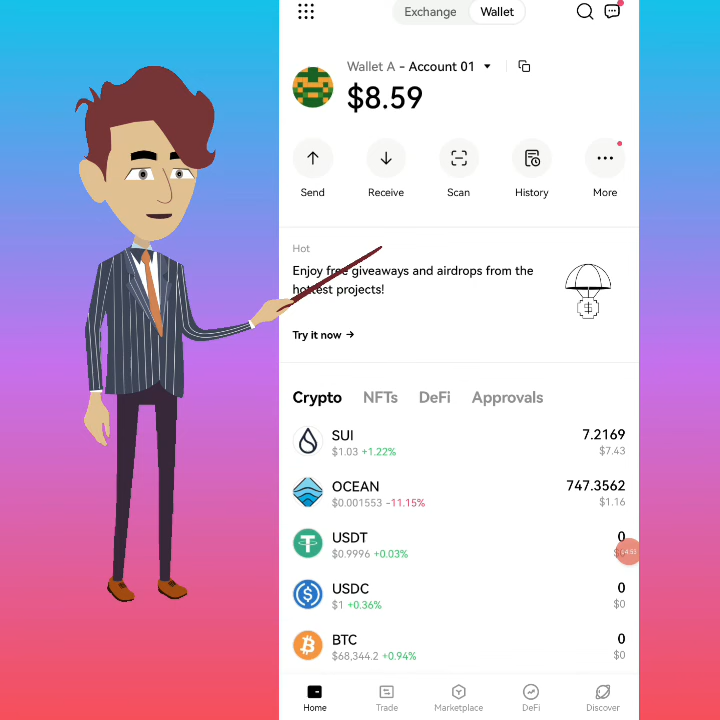 Exchange Wallet
Wallet A - Account 01
$8.59
Send Receive Scan History More
Hot
Enjoy free giveaways and airdrops from the
hottest projects!
Try it now →
Crypto NFTs DeFi Approvals
SUI 7.2169
$1.03 +1.22% $7.43
OCEAN 747.3562
$0.001553 -11.15% $1.16
USDT 0
$0.9996 +0.03%
USDC 0
$1 +0.36% $0
BTC 0
$68,344.2 +0.94% $0
Home Trade Marketplace DeFi Discover